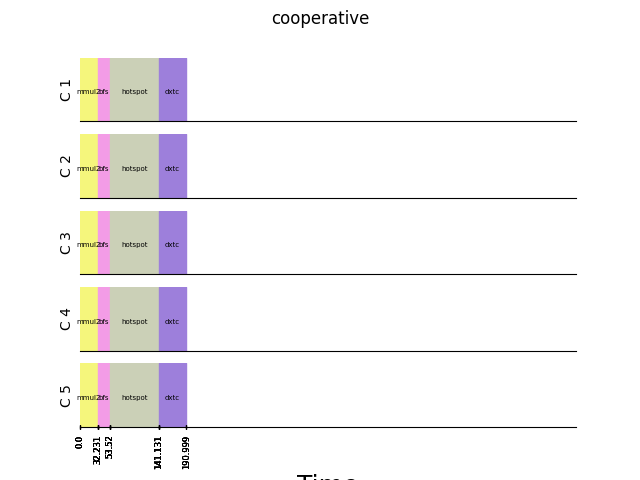 cooperative
C 1
mmul2 bfs hotspot dxtc
C 2
mmul2 bfs hotspot dxtc
C 3
mmul2 bfs hotspot dxtc
C 4
mmul2 bfs hotspot dxtc
C 5
mmul2 bfs hotspot dxtc
0.0 32.231 53.52 141.131 190.999
Time